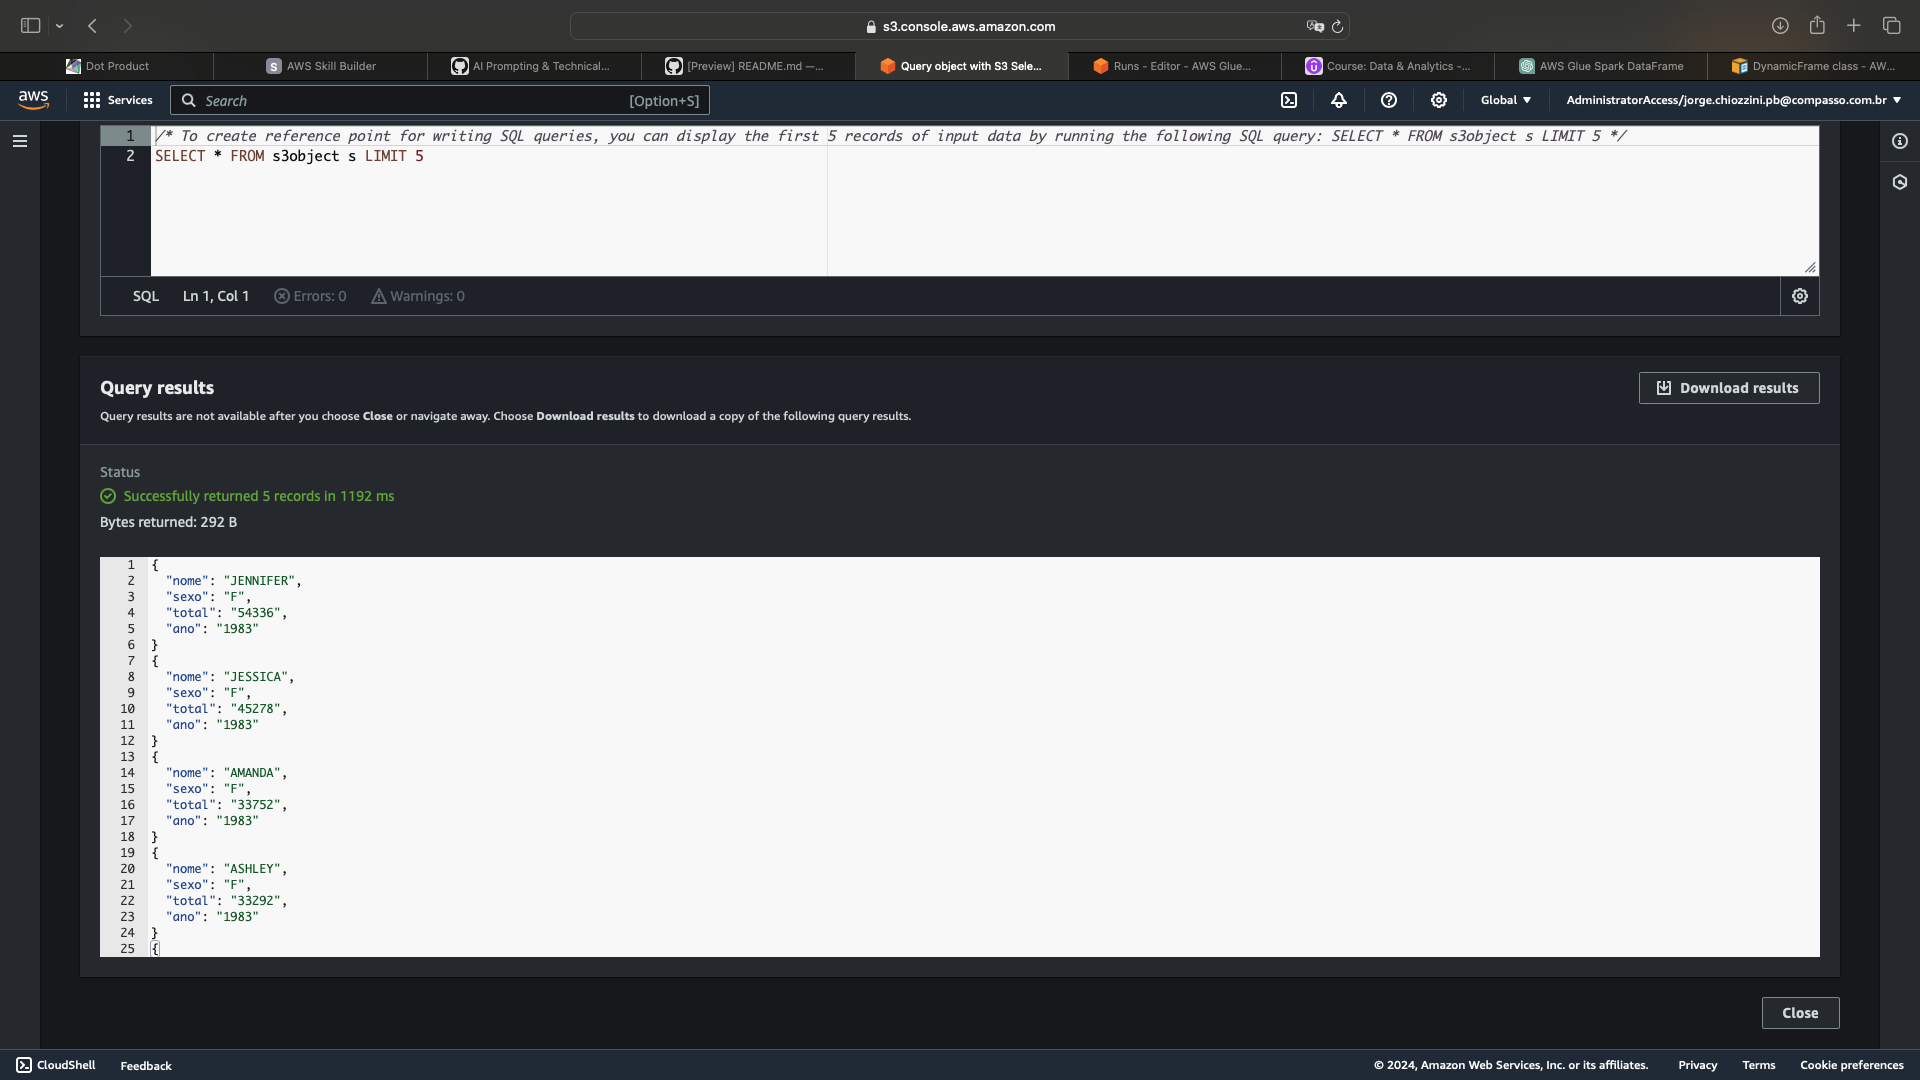 s3.console.aws.amazon.com
Dot Product
S AWS Skill Builder
AI Prompting & Technical...
[Preview] README.md —...
Query object with S3 Sele...
Runs - Editor - AWS Glue...
Course: Data & Analytics -...
AWS Glue Spark DataFrame
DynamicFrame class - AW...
aws Services Search [Option+S] Global AdministratorAccess/jorge.chiozzini.pb@compasso.com.br
1 /* To create reference point for writing SQL queries, you can display the first 5 records of input data by running the following SQL query: SELECT * FROM s3object s LIMIT 5 */
2 SELECT * FROM s3object s LIMIT 5
SQL Ln 1, Col 1 Errors: 0 Warnings: 0
Query results
Download results
Query results are not available after you choose Close or navigate away. Choose Download results to download a copy of the following query results.
Status
Successfully returned 5 records in 1192 ms
Bytes returned: 292 B
1 {
2 "nome": "JENNIFER",
3 "sexo": "F",
4 "total": "54336",
5 "ano": "1983"
6 }
7 {
8 "nome": "JESSICA",
9 "sexo": "F",
10 "total": "45278",
11 "ano": "1983"
12 }
13 {
14 "nome": "AMANDA",
15 "sexo": "F",
16 "total": "33752",
17 "ano": "1983"
18 }
19 {
20 "nome": "ASHLEY",
21 "sexo": "F",
22 "total": "33292",
23 "ano": "1983"
24 }
25 {
Close
CloudShell Feedback © 2024, Amazon Web Services, Inc. or its affiliates. Privacy Terms Cookie preferences